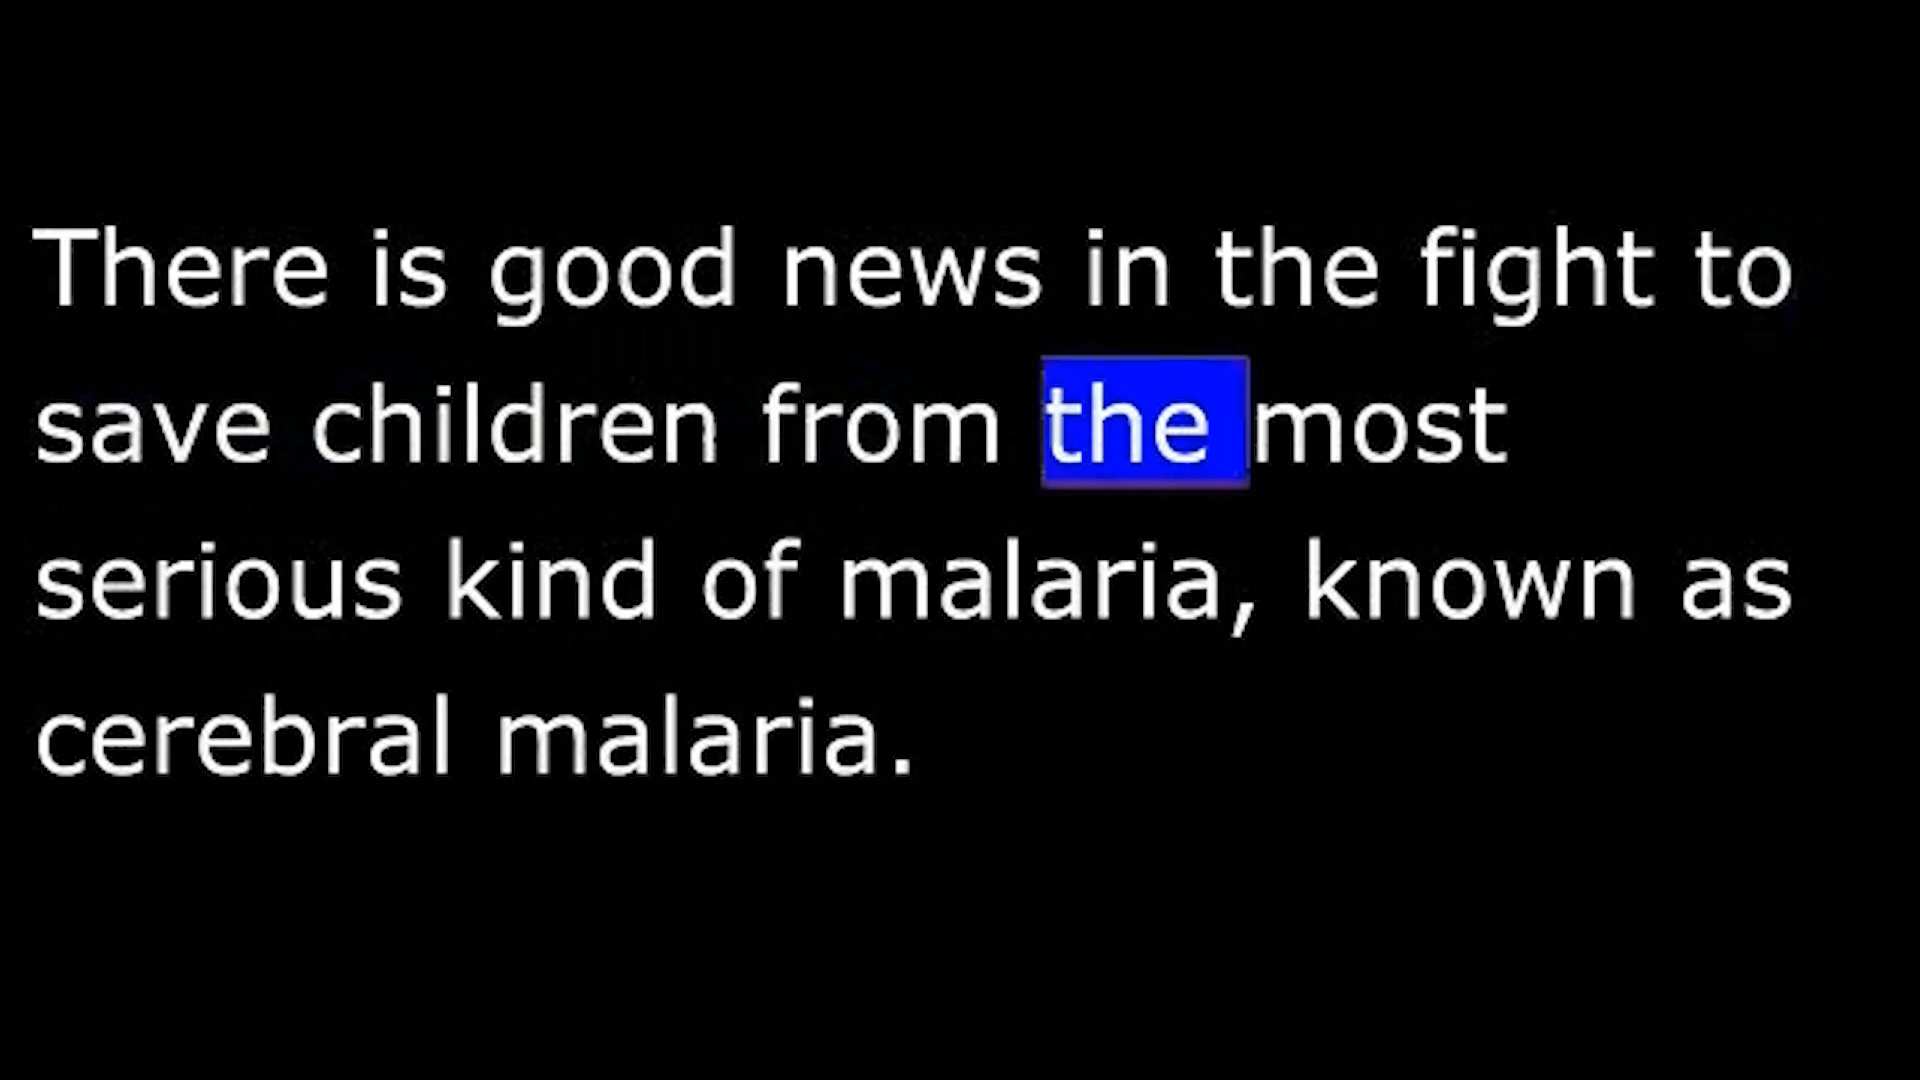 There is good news in the fight to
save children from the most
serious kind of malaria, known as
cerebral malaria.